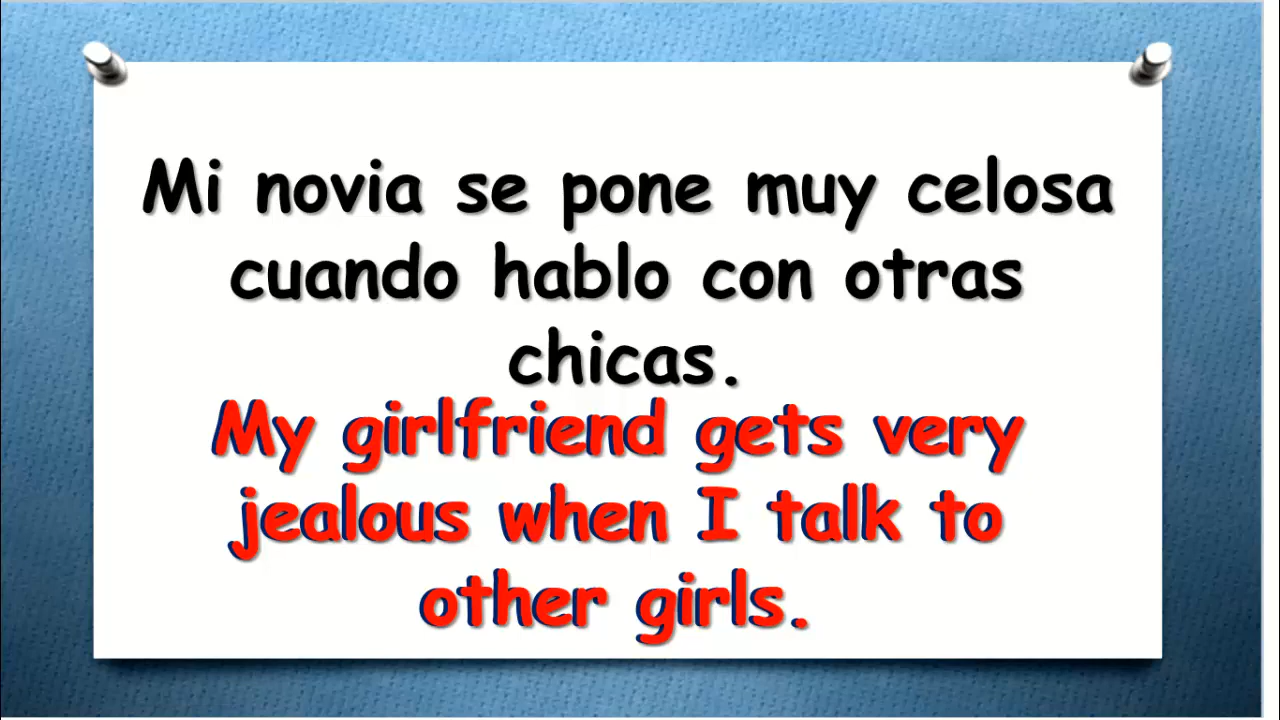 Mi novia se pone muy celosa
cuando hablo con otras
chicas.
My girlfriend gets very
jealous when I talk to
other girls.